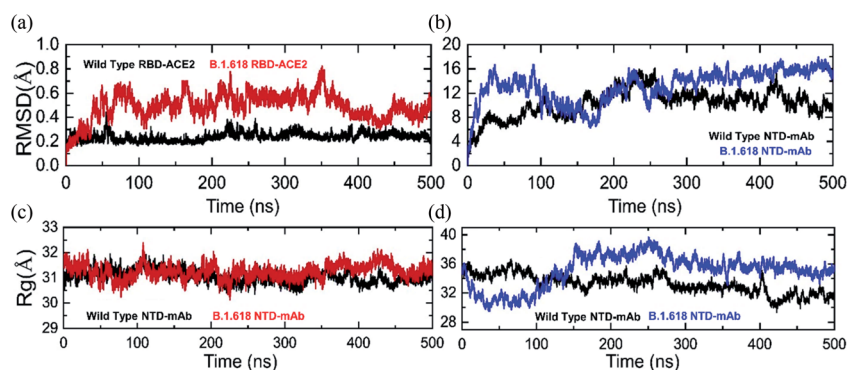 (a)
(b)
RMSD(Å)
1.0
0.8
0.6
0.4
0.2
0.0
Wild Type RBD-ACE2 B.1.618 RBD-ACE2
0 100 200 300 400 500
Time (ns)
20
16
12
8
4
0
Wild Type NTD-mAb
B.1.618 NTD-mAb
0 100 200 300 400 500
Time (ns)
(c)
(d)
Rg(Å)
33
32
31
30
29
Wild Type NTD-mAb B.1.618 NTD-mAb
0 100 200 300 400 500
Time (ns)
40
36
32
28
Wild Type NTD-mAb B.1.618 NTD-mAb
0 100 200 300 400 500
Time (ns)